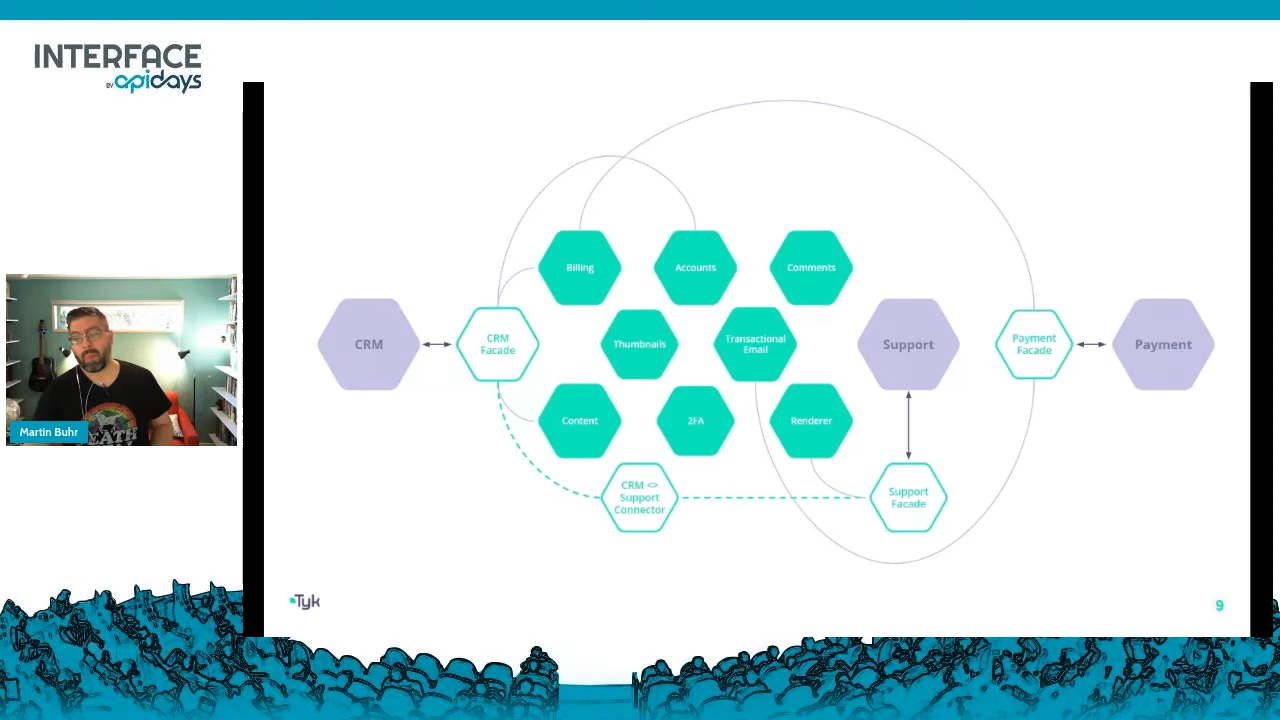 INTERFACE
BY apidays
Billing
Accounts
Comments
CRM
CRM
Facade
Thumbnails
Transactional
Email
Support
Payment
Facade
Payment
Content
2FA
Renderer
CRM <>
Support
Connector
Support
Facade
Martin Buhr
DEATH
Tyk
9